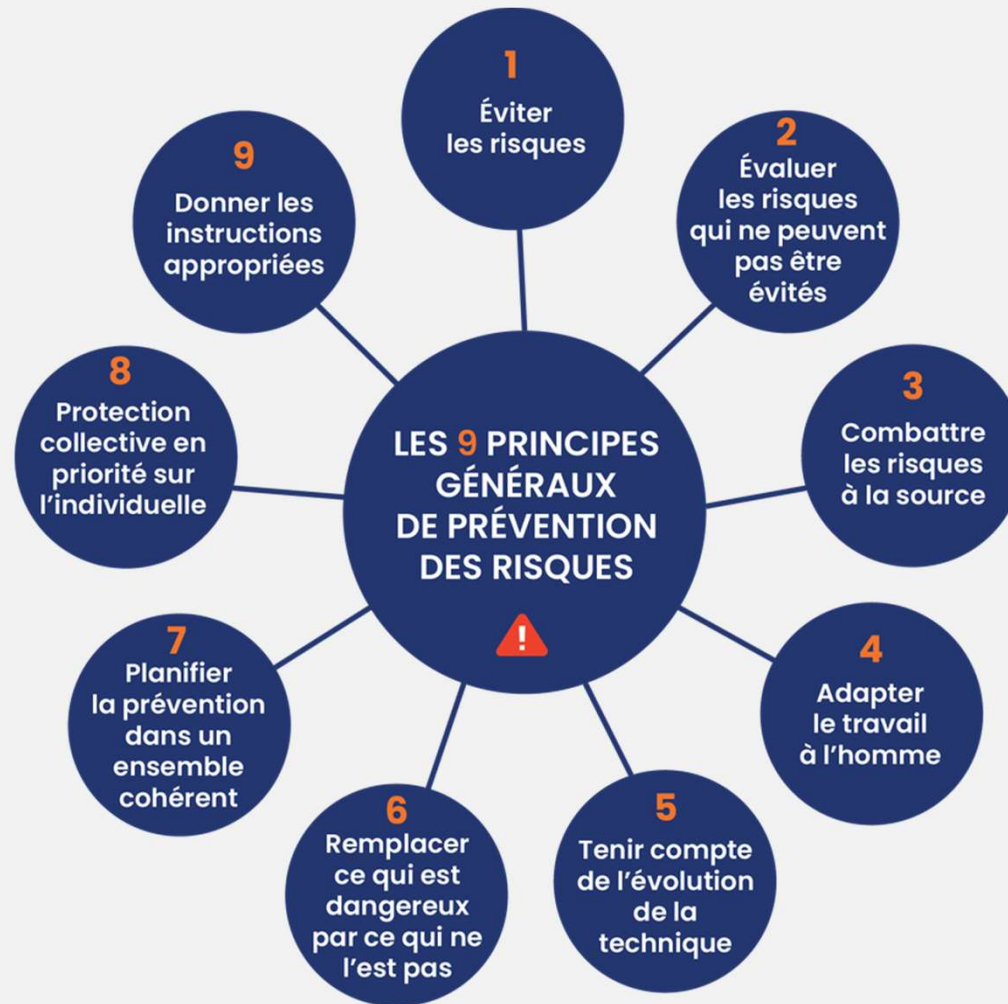 LES 9 PRINCIPES
GÉNÉRAUX
DE PRÉVENTION
DES RISQUES
!
1
Éviter
les risques
2
Évaluer
les risques
qui ne peuvent
pas être
évités
3
Combattre
les risques
à la source
4
Adapter
le travail
à l'homme
5
Tenir compte
de l'évolution
de la
technique
6
Remplacer
ce qui est
dangereux
par ce qui ne
l'est pas
7
Planifier
la prévention
dans un
ensemble
cohérent
8
Protection
collective en
priorité sur
l'individuelle
9
Donner les
instructions
appropriées